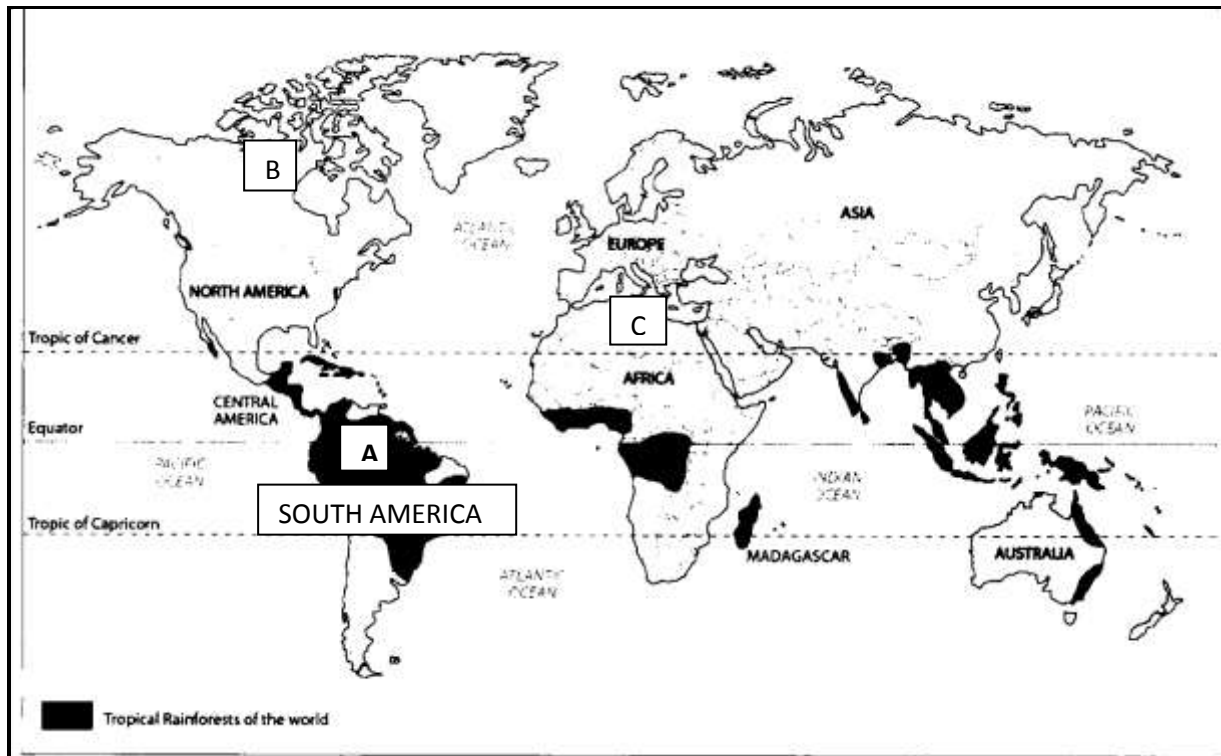 B
ASIA
ATLANTIC
OCEAN
EUROPE
NORTH AMERICA
C
Tropic of Cancer
AFRICA
CENTRAL
AMERICA
PACIFIC
OCEAN
Equator
A
PACIFIC
OCEAN
INDIAN
OCEAN
SOUTH AMERICA
Tropic of Capricorn
MADAGASCAR
AUSTRALIA
ATLANTIC
OCEAN
Tropical Rainforests of the world